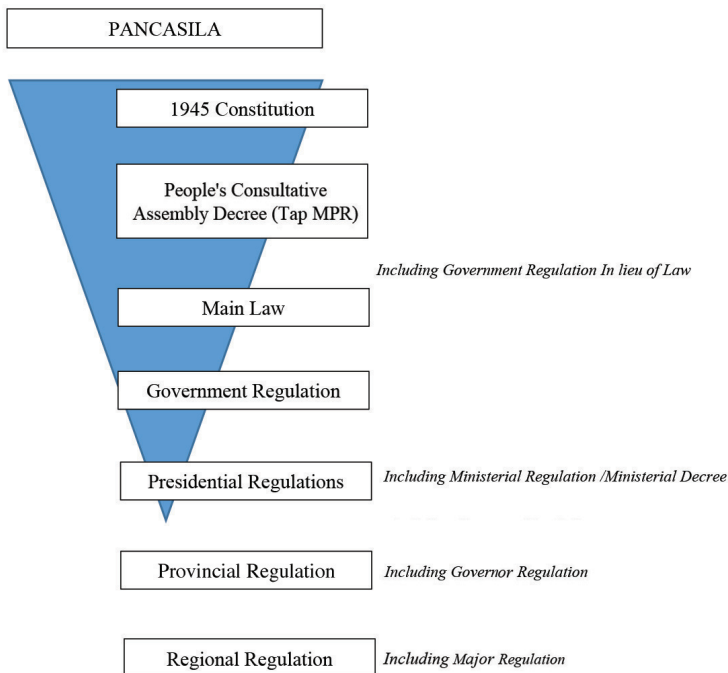 PANCASILA
1945 Constitution
People's Consultative
Assembly Decree (Tap MPR)
Including Government Regulation In lieu of Law
Main Law
Government Regulation
Presidential Regulations
Including Ministerial Regulation /Ministerial Decree
Provincial Regulation
Including Governor Regulation
Regional Regulation
Including Major Regulation